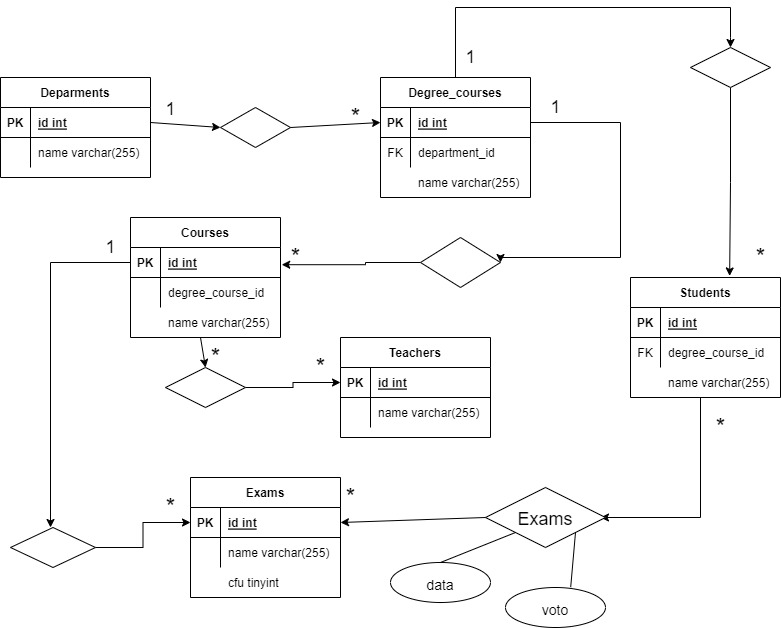 1
Deparments
PK id int
name varchar(255)
1
*
Degree_courses
PK id int
FK department_id
name varchar(255)
1
Courses
PK id int
degree_course_id
name varchar(255)
1
*
*
Students
PK id int
FK degree_course_id
name varchar(255)
*
*
Teachers
PK id int
name varchar(255)
*
Exams
PK id int
name varchar(255)
cfu tinyint
*
*
*
Exams
data
voto